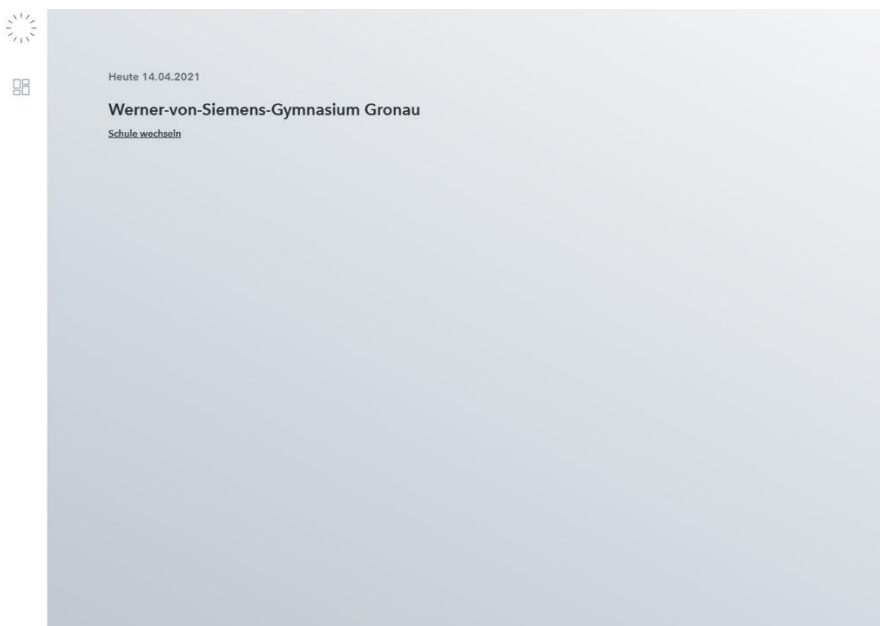 Heute 14.04.2021
Werner-von-Siemens-Gymnasium Gronau
Schule wechseln